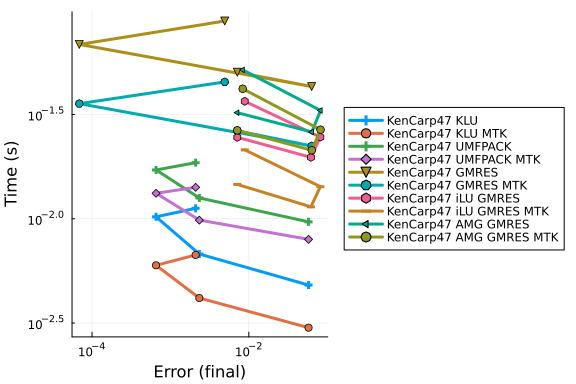 Time (s)
10⁻¹·⁵
10⁻²·⁰
10⁻²·⁵
10⁻⁴
10⁻²
Error (final)
KenCarp47 KLU
KenCarp47 KLU MTK
KenCarp47 UMFPACK
KenCarp47 UMFPACK MTK
KenCarp47 GMRES
KenCarp47 GMRES MTK
KenCarp47 iLU GMRES
KenCarp47 iLU GMRES MTK
KenCarp47 AMG GMRES
KenCarp47 AMG GMRES MTK